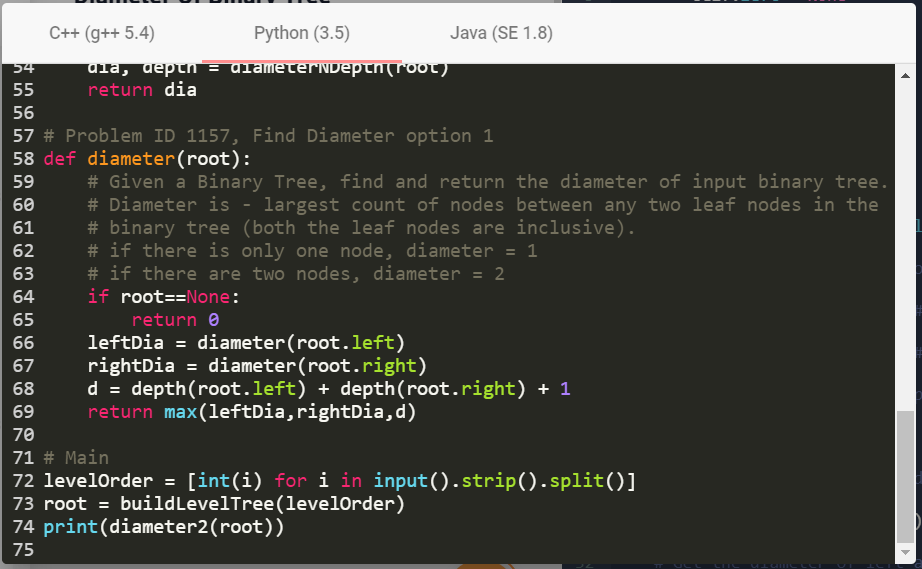 Diameter Of Binary Tree
C++ (g++ 5.4) Python (3.5) Java (SE 1.8)
54 dia, depth = diameterNDepth(root)
55 return dia
56
57 # Problem ID 1157, Find Diameter option 1
58 def diameter(root):
59 # Given a Binary Tree, find and return the diameter of input binary tree.
60 # Diameter is - largest count of nodes between any two leaf nodes in the
61 # binary tree (both the leaf nodes are inclusive).
62 # if there is only one node, diameter = 1
63 # if there are two nodes, diameter = 2
64 if root==None:
65 return 0
66 leftDia = diameter(root.left)
67 rightDia = diameter(root.right)
68 d = depth(root.left) + depth(root.right) + 1
69 return max(leftDia,rightDia,d)
70
71 # Main
72 levelOrder = [int(i) for i in input().strip().split()]
73 root = buildLevelTree(levelOrder)
74 print(diameter2(root))
75